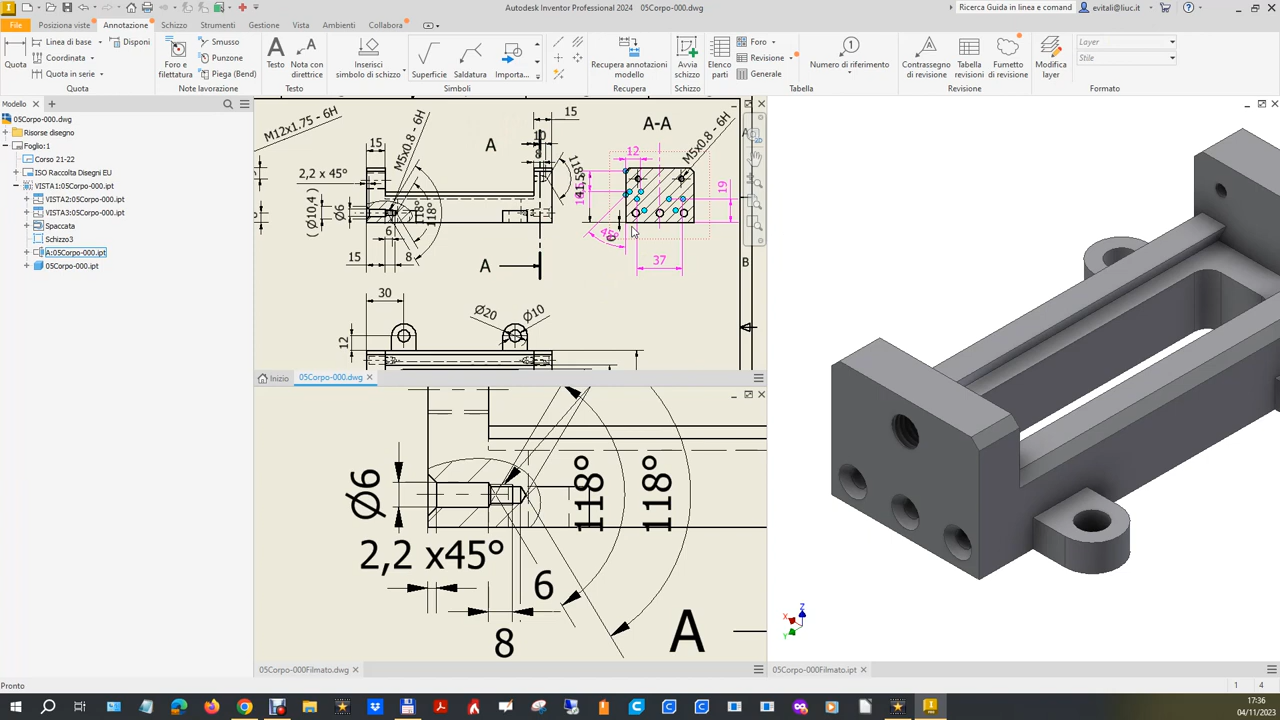 Autodesk Inventor Professional 2024   05Corpo-000.dwg
Ricerca Guida in linea e comand
evitali@liuc.it
File Posizione viste Annotazione Schizzo Strumenti Gestione Vista Ambienti Collabora
Quota
Linea di base
Coordinata
Quota in serie
Disponi
Quota
Foro e filettatura
Smusso
Punzone
Piega (Bend)
Note lavorazione
Testo
Nota con direttrice
Testo
Inserisci simbolo di schizzo
Superficie
Saldatura
Importa...
Simboli
Recupera annotazioni modello
Recupera
Avvia schizzo
Schizzo
Elenco parti
Foro
Revisione
Generale
Tabella
Numero di riferimento
Contrassegno di revisione
Tabella revisioni
Fumetto di revisione
Revisione
Modifica layer
Layer
Stile
Formato
Modello
05Corpo-000.dwg
Risorse disegno
Foglio:1
Corso 21-22
ISO Raccolta Disegni EU
VISTA1:05Corpo-000.ipt
VISTA2:05Corpo-000.ipt
VISTA3:05Corpo-000.ipt
Spaccata
Schizzo3
A:05Corpo-000.ipt
05Corpo-000.ipt
M12x1.75 - 6H
M5x0.8 - 6H
15
2,2 x 45°
(Ø10,4)
Ø6
118°
118°
6
15
8
A
15
10
8
118°
A
A-A
M5x0.8 - 6H
12
19
45°
37
B
30
12
Ø20
Ø10
Inizio
05Corpo-000.dwg
Ø6
2,2 x45°
118°
118°
6
8
A
05Corpo-000Filmato.dwg
X
Y
Z
05Corpo-000Filmato.ipt
Pronto
1
4
17:36
04/11/2023